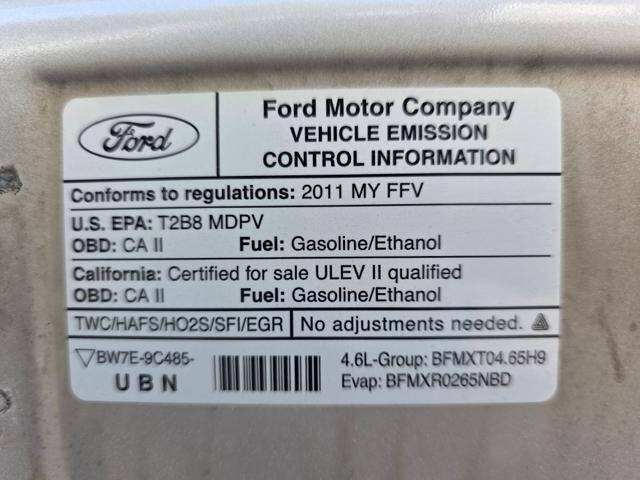 Ford
Ford Motor Company
VEHICLE EMISSION
CONTROL INFORMATION
Conforms to regulations: 2011 MY FFV
U.S. EPA: T2B8 MDPV
OBD: CA II Fuel: Gasoline/Ethanol
California: Certified for sale ULEV II qualified
OBD: CA II Fuel: Gasoline/Ethanol
TWC/HAFS/HO2S/SFI/EGR No adjustments needed.
BW7E-9C485- 4.6L-Group: BFMXT04.65H9
UBN Evap: BFMXR0265NBD